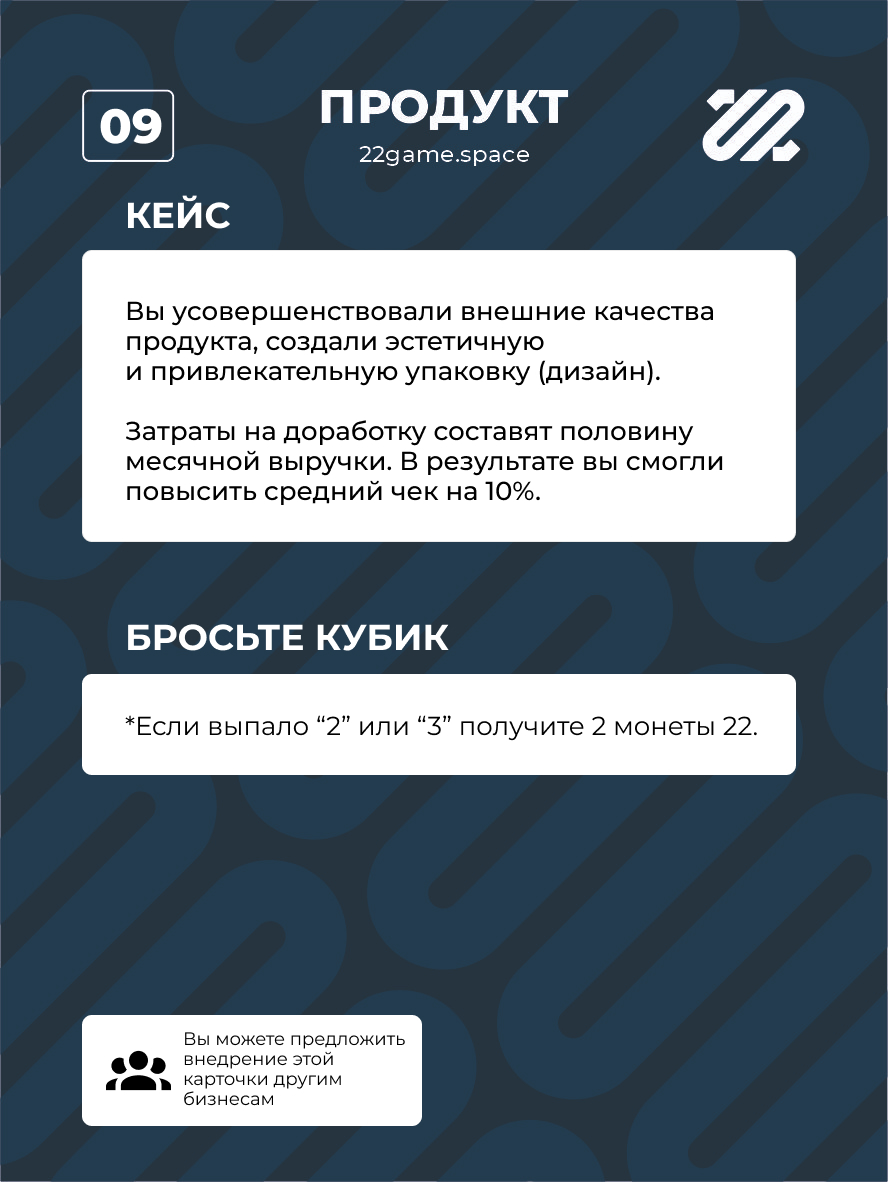 09
ПРОДУКТ
22game.space
КЕЙС
Вы усовершенствовали внешние качества
продукта, создали эстетичную
и привлекательную упаковку (дизайн).
Затраты на доработку составят половину
месячной выручки. В результате вы смогли
повысить средний чек на 10%.
БРОСЬТЕ КУБИК
*Если выпало “2” или “3” получите 2 монеты 22.
Вы можете предложить
внедрение этой
карточки другим
бизнесам